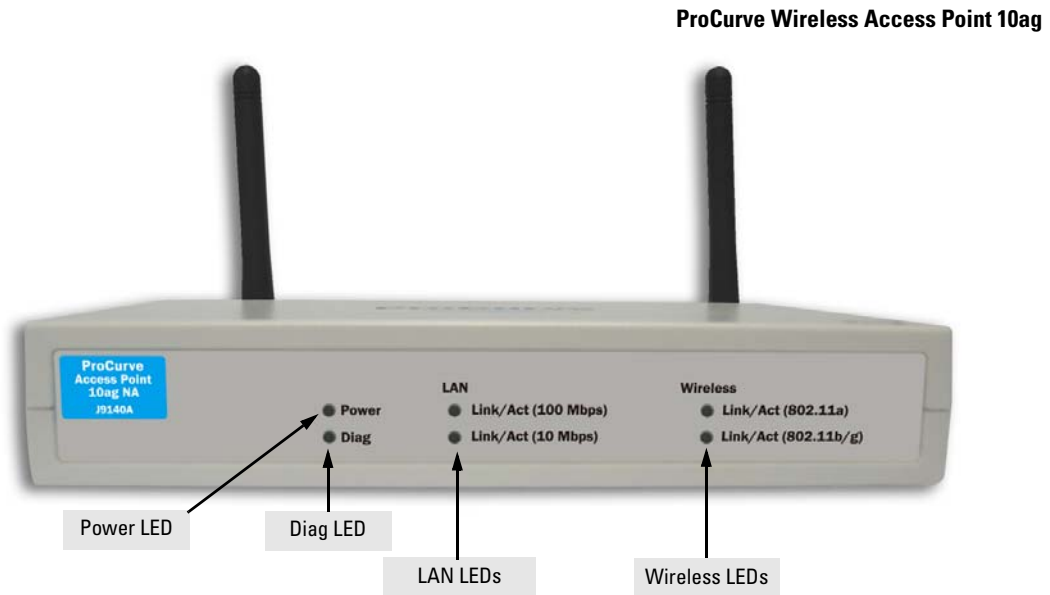 ProCurve Wireless Access Point 10ag
ProCurve
Access Point
10ag NA
J9140A
LAN
Wireless
Power
Link/Act (100 Mbps)
Link/Act (802.11a)
Diag
Link/Act (10 Mbps)
Link/Act (802.11b/g)
Power LED
Diag LED
LAN LEDs
Wireless LEDs